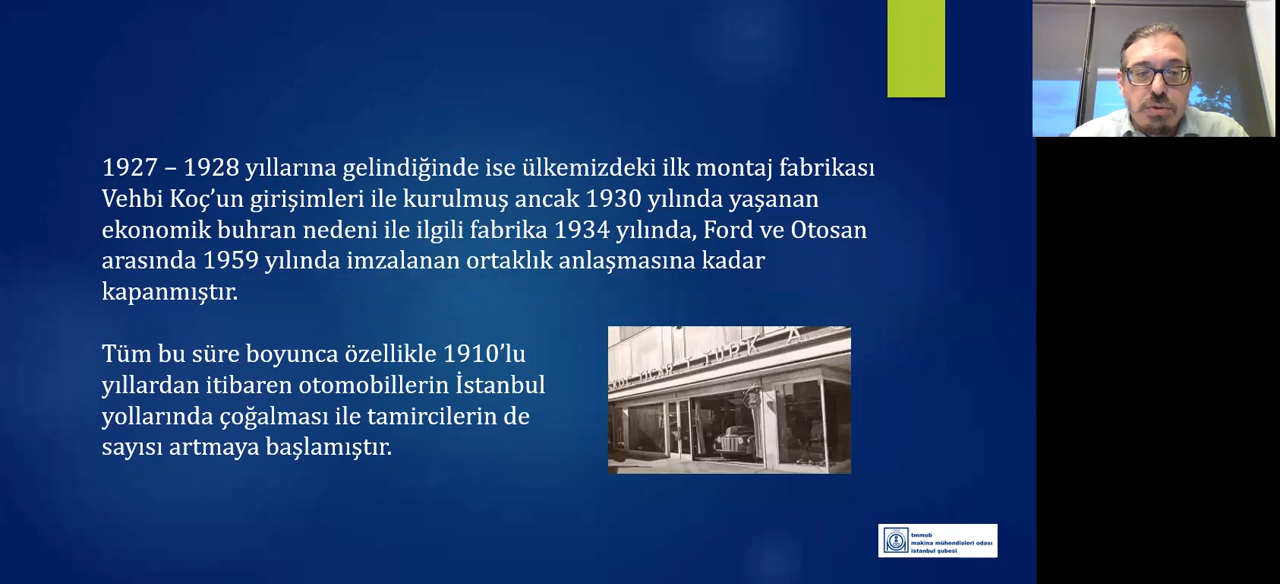 1927 – 1928 yıllarına gelindiğinde ise ülkemizdeki ilk montaj fabrikası
Vehbi Koç’un girişimleri ile kurulmuş ancak 1930 yılında yaşanan
ekonomik buhran nedeni ile ilgili fabrika 1934 yılında, Ford ve Otosan
arasında 1959 yılında imzalanan ortaklık anlaşmasına kadar
kapanmıştır.
Tüm bu süre boyunca özellikle 1910’lu
yıllardan itibaren otomobillerin İstanbul
yollarında çoğalması ile tamircilerin de
sayısı artmaya başlamıştır.
TÜRK A.
tmmob
makina mühendisleri odası
istanbul şubesi